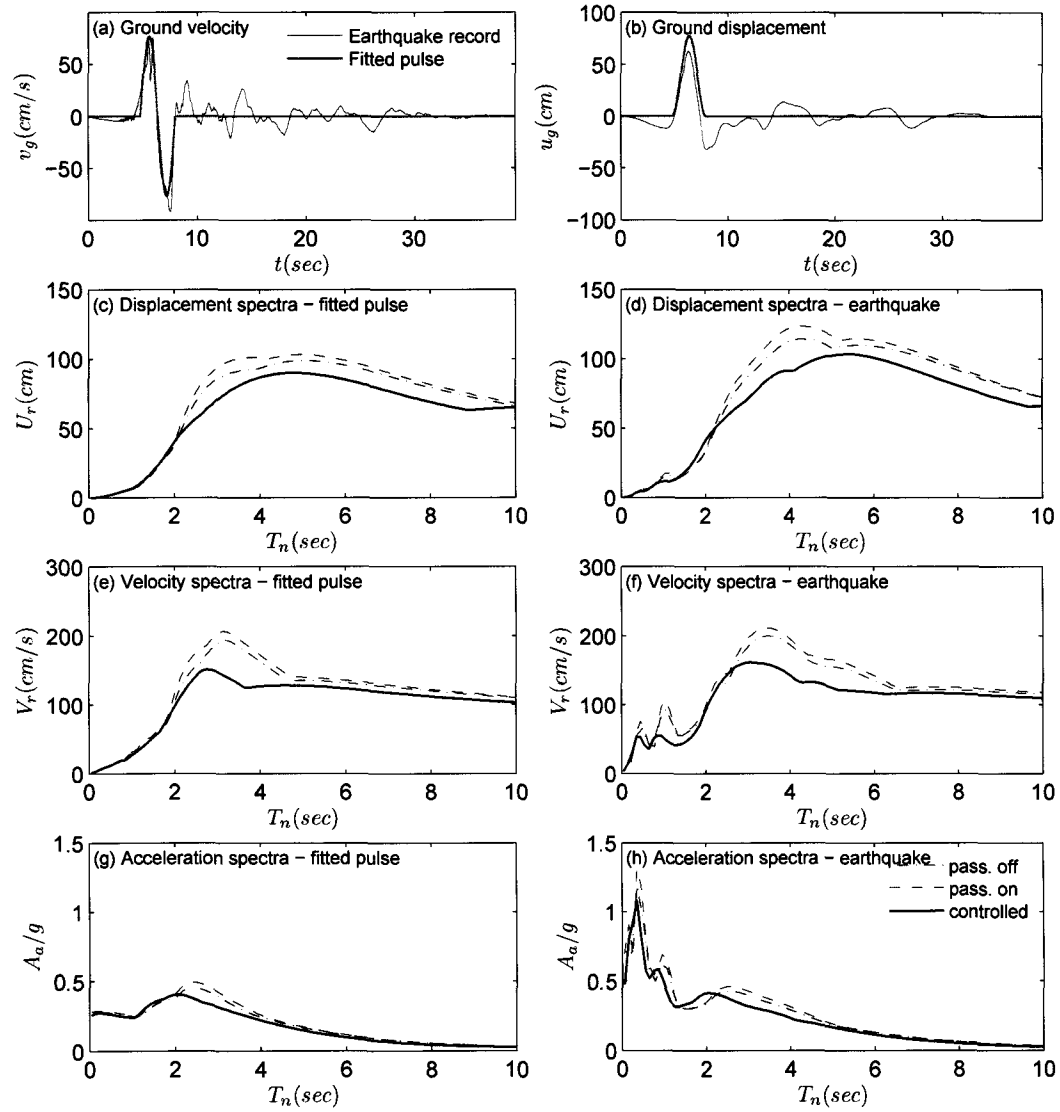 (a) Ground velocity
Earthquake record
Fitted pulse
50
0
−50
v_g(cm/s)
0 10 20 30
t(sec)
(b) Ground displacement
100
50
0
−50
−100
u_g(cm)
0 10 20 30
t(sec)
(c) Displacement spectra − fitted pulse
150
100
50
0
U_r(cm)
0 2 4 6 8 10
T_n(sec)
(d) Displacement spectra − earthquake
150
100
50
0
U_r(cm)
0 2 4 6 8 10
T_n(sec)
(e) Velocity spectra − fitted pulse
300
200
100
0
V_r(cm/s)
0 2 4 6 8 10
T_n(sec)
(f) Velocity spectra − earthquake
300
200
100
0
V_r(cm/s)
0 2 4 6 8 10
T_n(sec)
(g) Acceleration spectra − fitted pulse
1.5
1
0.5
0
A_a/g
0 2 4 6 8 10
T_n(sec)
(h) Acceleration spectra − earthquake
pass. off
pass. on
controlled
1.5
1
0.5
0
A_a/g
0 2 4 6 8 10
T_n(sec)